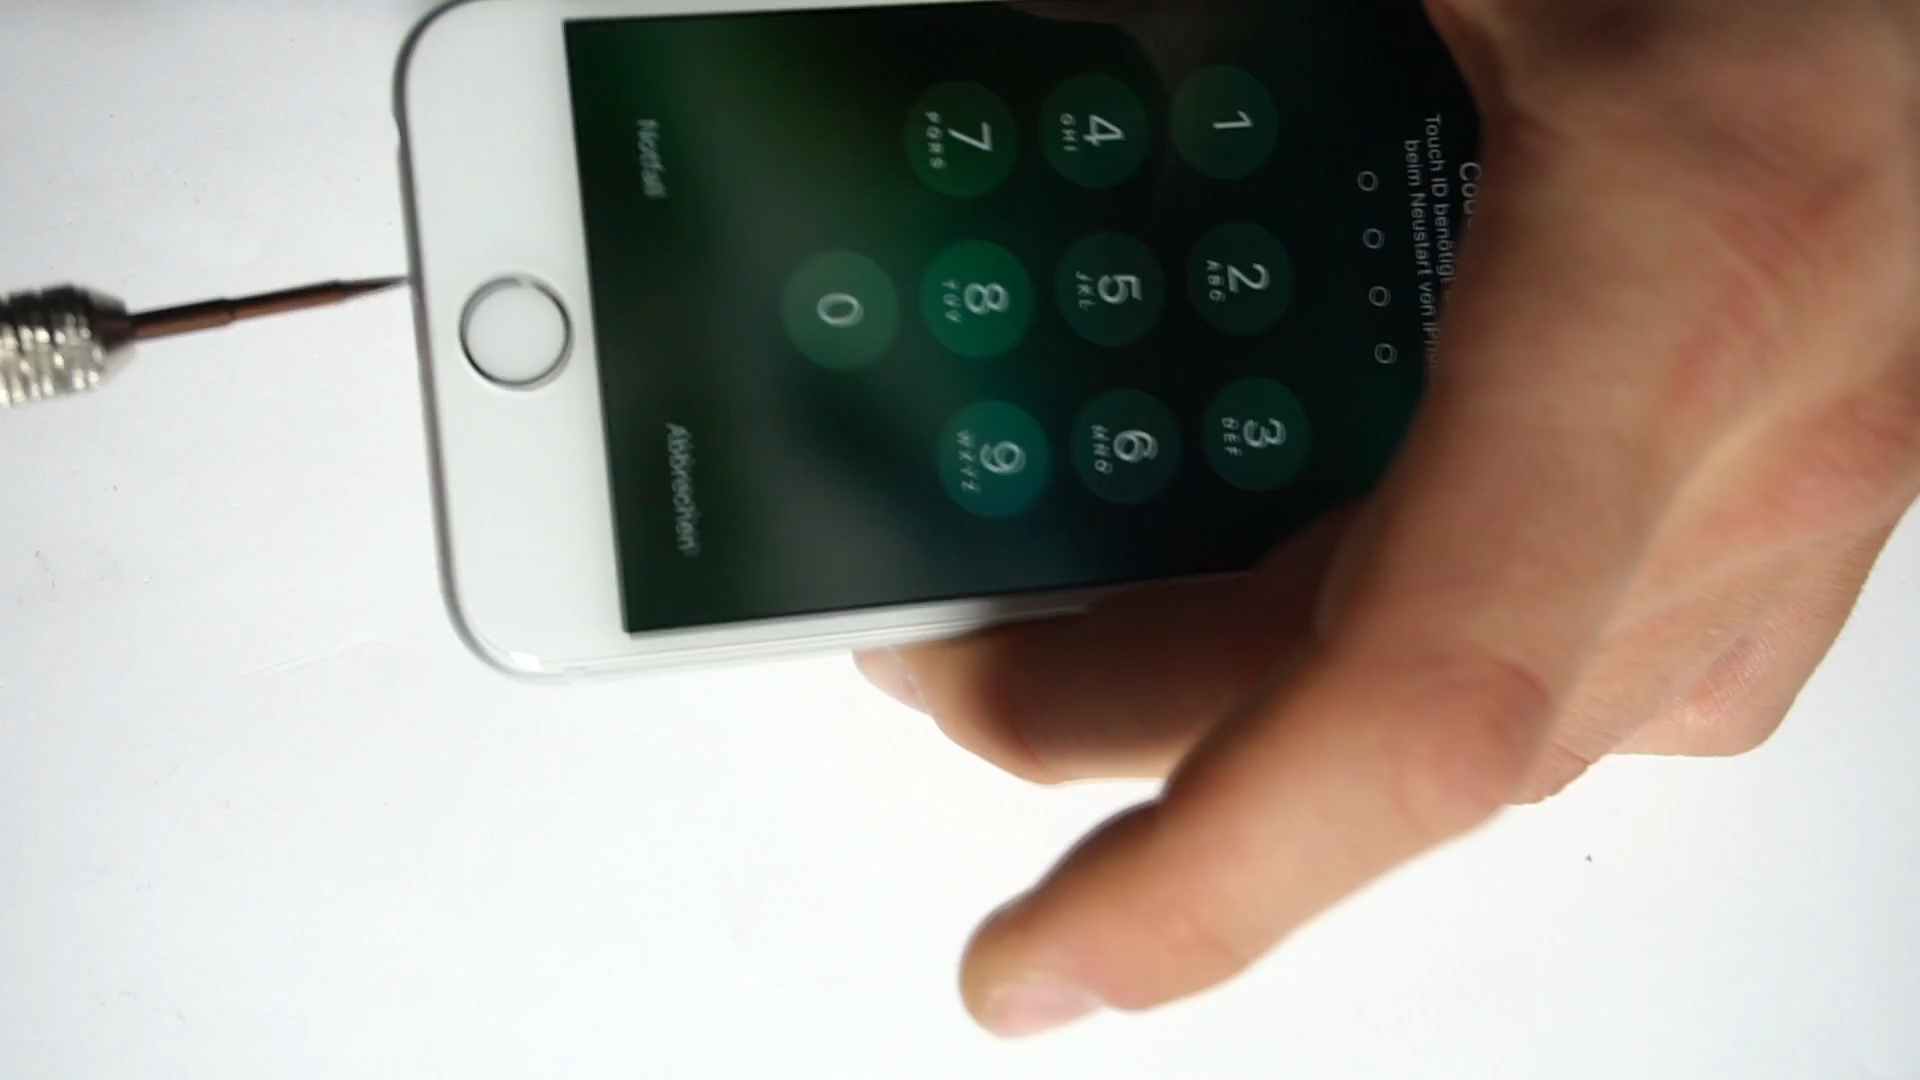 Touch ID benötigt
beim Neustart von
1
2
ABC
3
DEF
4
GHI
5
JKL
6
MNO
7
PQRS
8
TUV
9
WXYZ
0
Notfall
Abbrechen